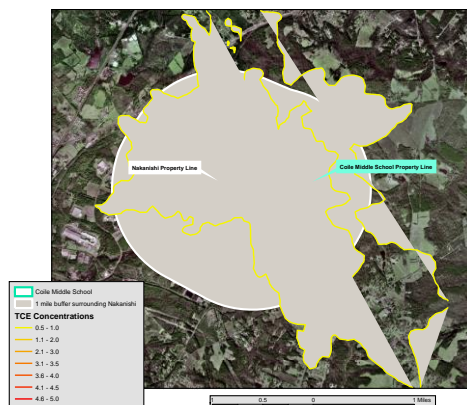 Nakanishi Property Line
Coile Middle School Property Line
Coile Middle School
1 mile buffer surrounding Nakanishi
TCE Concentrations
0.5 - 1.0
1.1 - 2.0
2.1 - 3.0
3.1 - 3.5
3.6 - 4.0
4.1 - 4.5
4.6 - 5.0
1 0.5 0 1 Miles